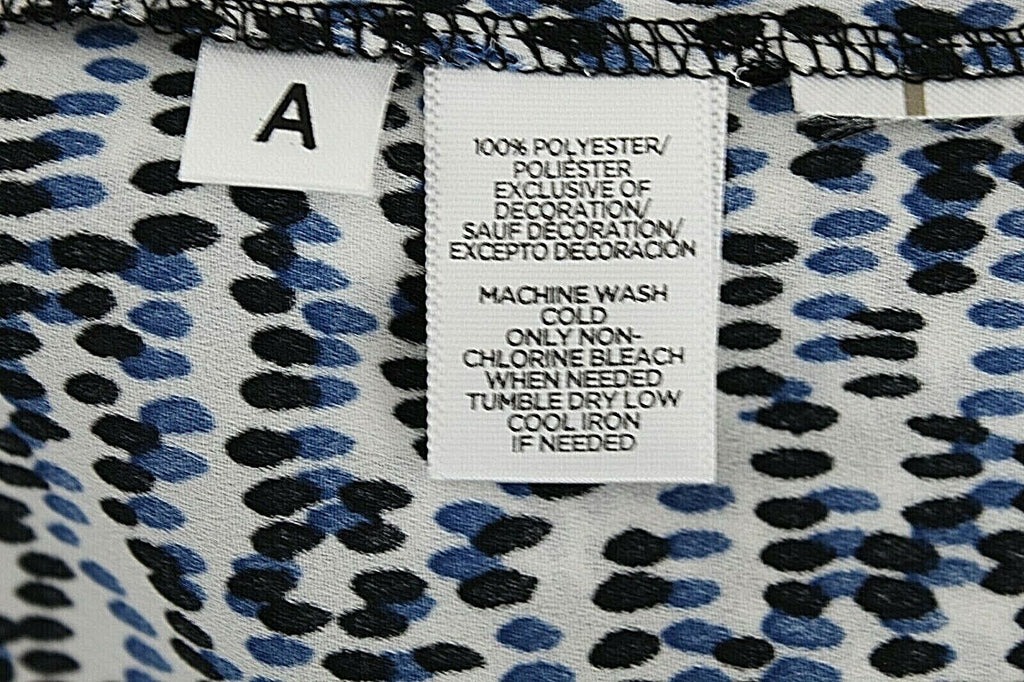 A
100% POLYESTER/
POLIÉSTER
EXCLUSIVE OF
DECORATION/
SAUF DECORATION/
EXCEPTO DECORACIÓN
MACHINE WASH
COLD
ONLY NON-
CHLORINE BLEACH
WHEN NEEDED
TUMBLE DRY LOW
COOL IRON
IF NEEDED